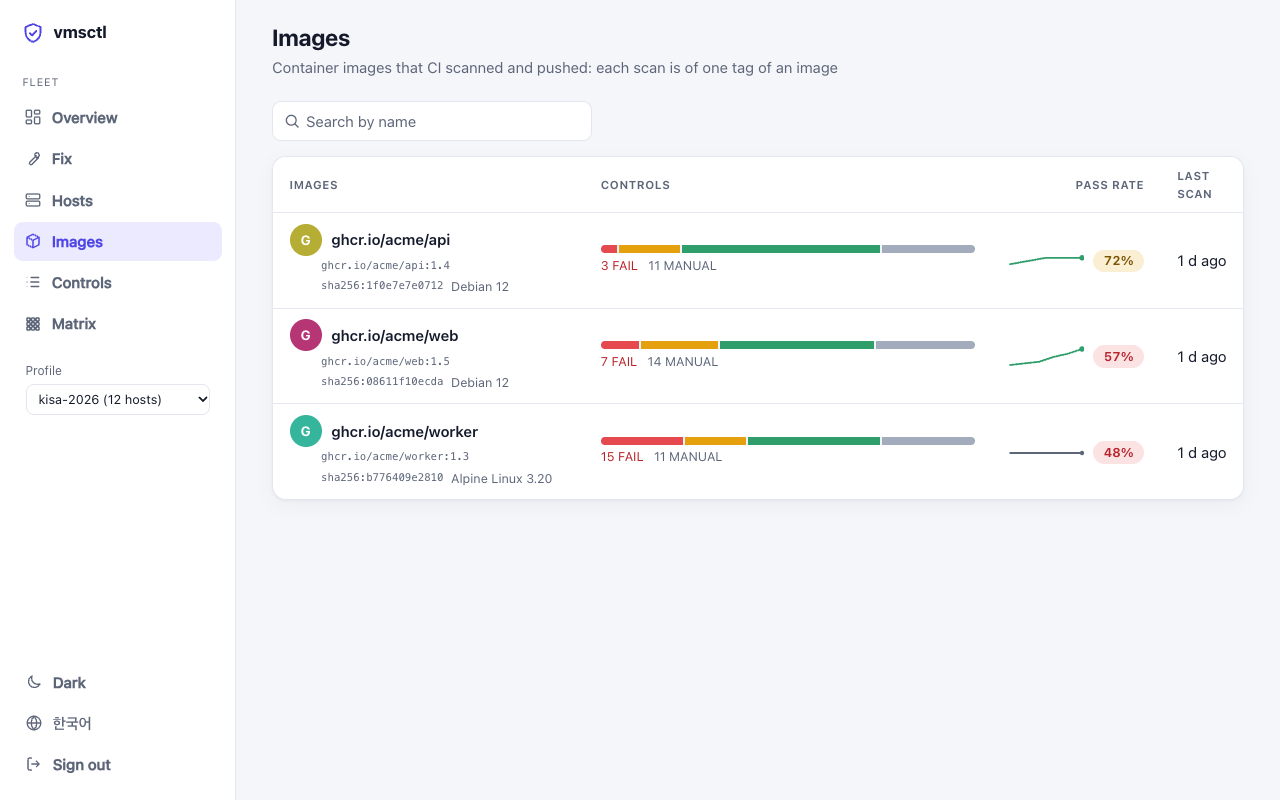 vmsctl
FLEET
Overview
Fix
Hosts
Images
Controls
Matrix
Profile
kisa-2026 (12 hosts)
Dark
한국어
Sign out
Images
Container images that CI scanned and pushed: each scan is of one tag of an image
Search by name
IMAGES
CONTROLS
PASS RATE
LAST SCAN
G
ghcr.io/acme/api
ghcr.io/acme/api:1.4
sha256:1f0e7e7e0712 Debian 12
3 FAIL 11 MANUAL
72%
1 d ago
G
ghcr.io/acme/web
ghcr.io/acme/web:1.5
sha256:08611f10ecda Debian 12
7 FAIL 14 MANUAL
57%
1 d ago
G
ghcr.io/acme/worker
ghcr.io/acme/worker:1.3
sha256:b776409e2810 Alpine Linux 3.20
15 FAIL 11 MANUAL
48%
1 d ago